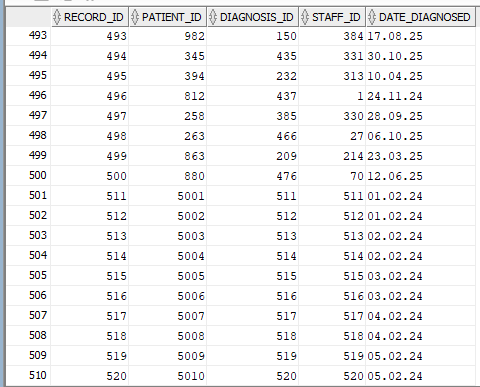 RECORD_ID PATIENT_ID DIAGNOSIS_ID STAFF_ID DATE_DIAGNOSED
493 493 982 150 384 17.08.25
494 494 345 435 331 30.10.25
495 495 394 232 313 10.04.25
496 496 812 437 1 24.11.24
497 497 258 385 330 28.09.25
498 498 263 466 27 06.10.25
499 499 863 209 214 23.03.25
500 500 880 476 70 12.06.25
501 511 5001 511 511 01.02.24
502 512 5002 512 512 01.02.24
503 513 5003 513 513 02.02.24
504 514 5004 514 514 02.02.24
505 515 5005 515 515 03.02.24
506 516 5006 516 516 03.02.24
507 517 5007 517 517 04.02.24
508 518 5008 518 518 04.02.24
509 519 5009 519 519 05.02.24
510 520 5010 520 520 05.02.24